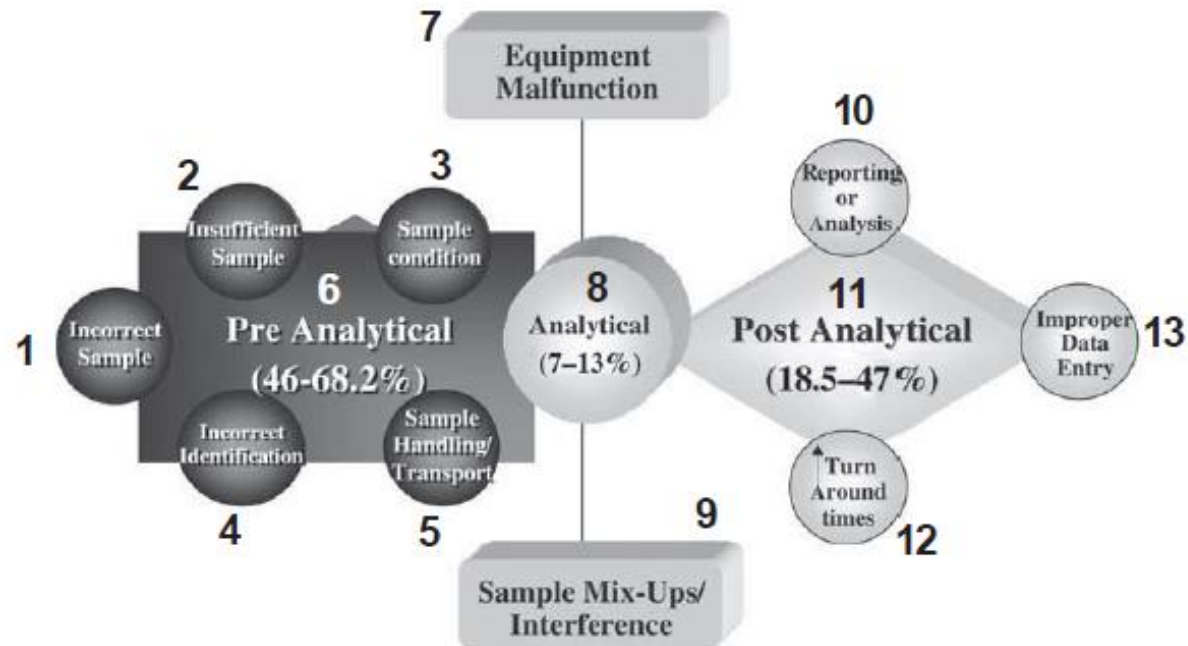 7
Equipment
Malfunction
10
Reporting
or
Analysis
2
Insufficient
Sample
3
Sample
condition
1
Incorrect
Sample
6
Pre Analytical
(46-68.2%)
8
Analytical
(7–13%)
11
Post Analytical
(18.5–47%)
Improper
Data
Entry
13
Incorrect
Identification
4
Sample
Handling/
Transport
5
Turn
Around
times
12
9
Sample Mix-Ups/
Interference